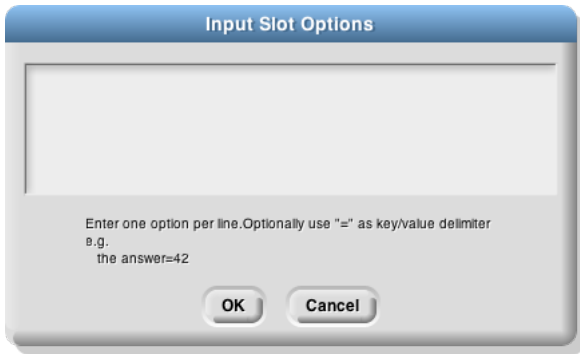 Input Slot Options
Enter one option per line.Optionally use "=" as key/value delimiter
e.g.
the answer=42
OK Cancel